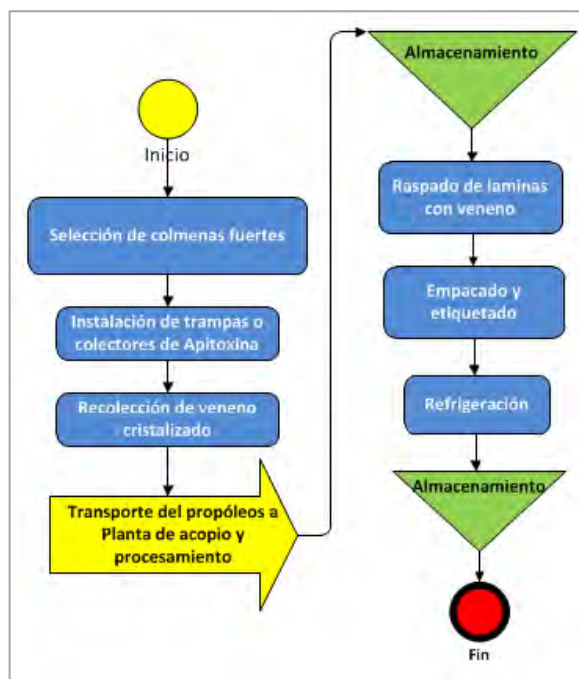 Inicio
Selección de colmenas fuertes
Instalación de trampas o
colectores de Apitoxina
Recolección de veneno
cristalizado
Transporte del propóleos a
Planta de acopio y
procesamiento
Almacenamiento
Raspado de laminas
con veneno
Empacado y
etiquetado
Refrigeración
Almacenamiento
Fin